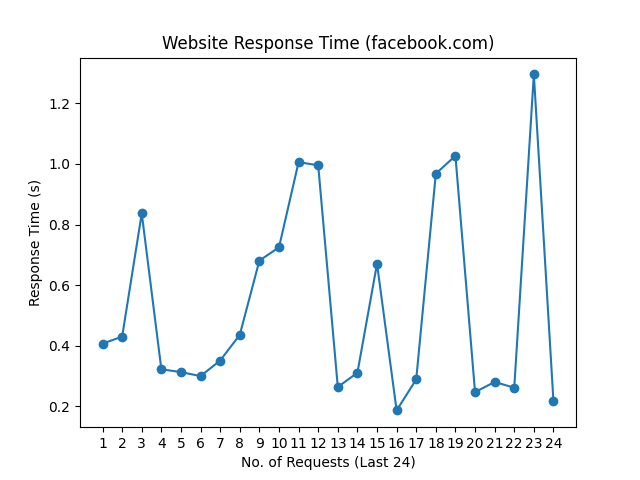 Website Response Time (facebook.com)
Response Time (s)
1.2
1.0
0.8
0.6
0.4
0.2
1 2 3 4 5 6 7 8 9 10 11 12 13 14 15 16 17 18 19 20 21 22 23 24
No. of Requests (Last 24)